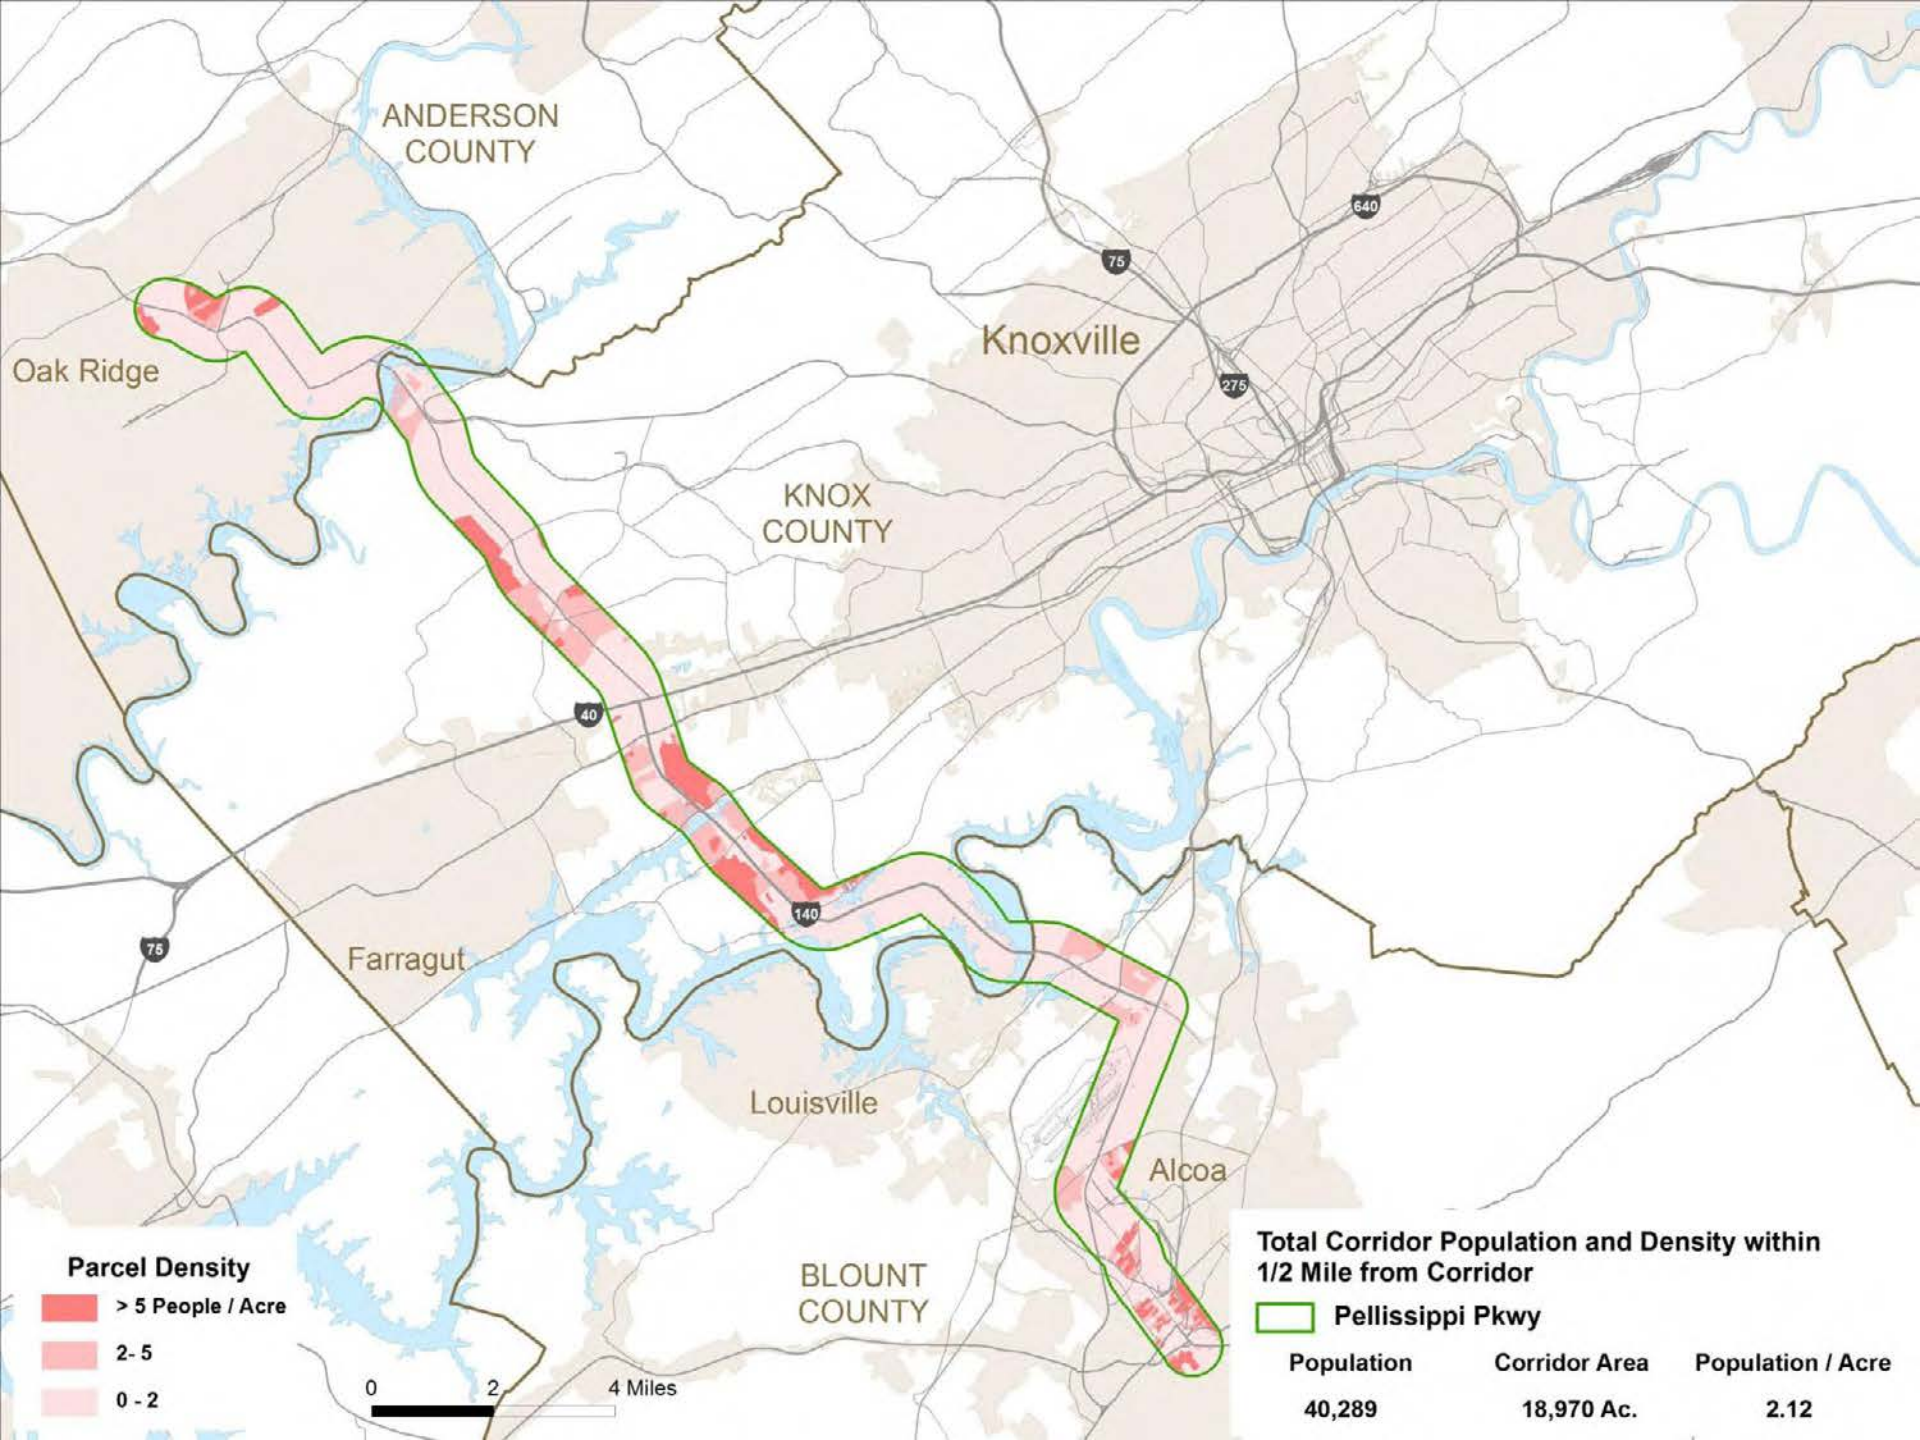 ANDERSON
COUNTY
640
75
Knoxville
Oak Ridge
275
KNOX
COUNTY
40
140
75
Farragut
Louisville
Alcoa
BLOUNT
COUNTY
Parcel Density
> 5 People / Acre
2- 5
0 - 2
0 2 4 Miles
Total Corridor Population and Density within
1/2 Mile from Corridor
Pellissippi Pkwy
Population Corridor Area Population / Acre
40,289 18,970 Ac. 2.12